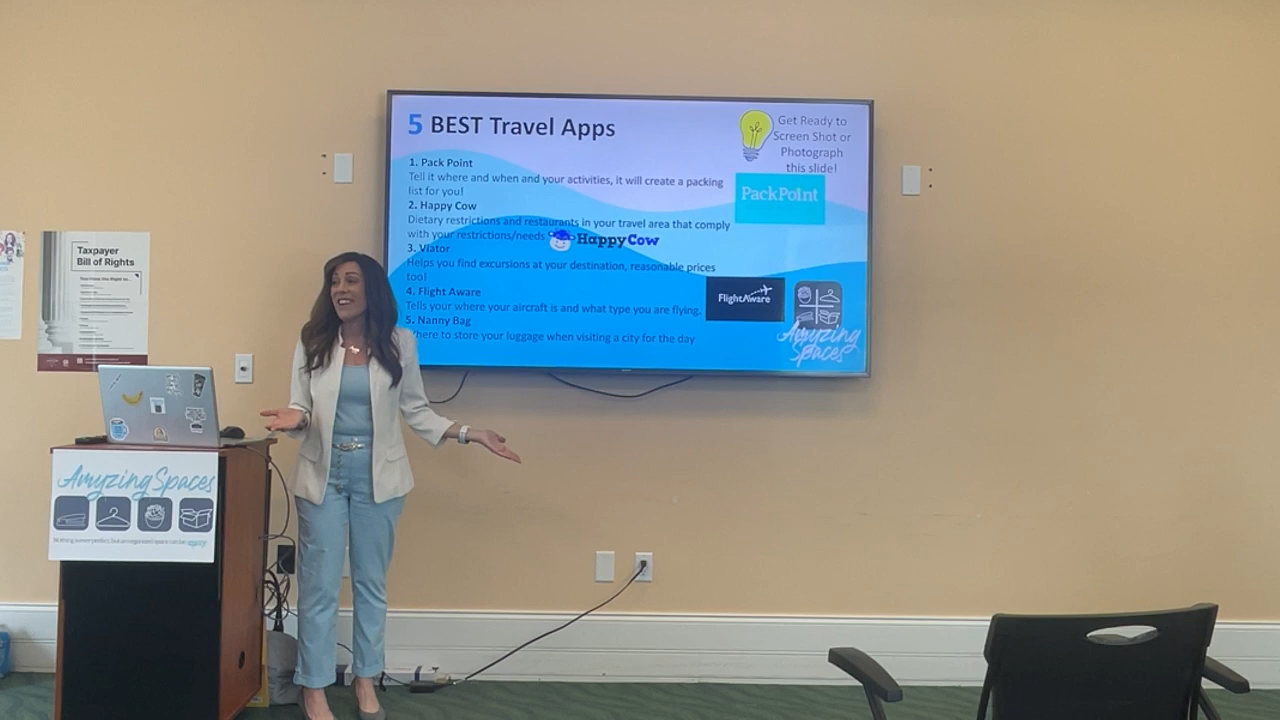 5 BEST Travel Apps
Get Ready to
Screen Shot or
Photograph
this slide!
1. Pack Point
Tell it where and when and your activities, it will create a packing
list for you!
PackPoint
2. Happy Cow
Dietary restrictions and restaurants in your travel area that comply
with your restrictions/needs
HappyCow
3. Viator
Helps you find excursions at your destination, reasonable prices
too!
4. Flight Aware
Tells your where your aircraft is and what type you are flying.
FlightAware
5. Nanny Bag
Where to store your luggage when visiting a city for the day
Amyzing
Spaces
Taxpayer
Bill of Rights
Amyzing Spaces